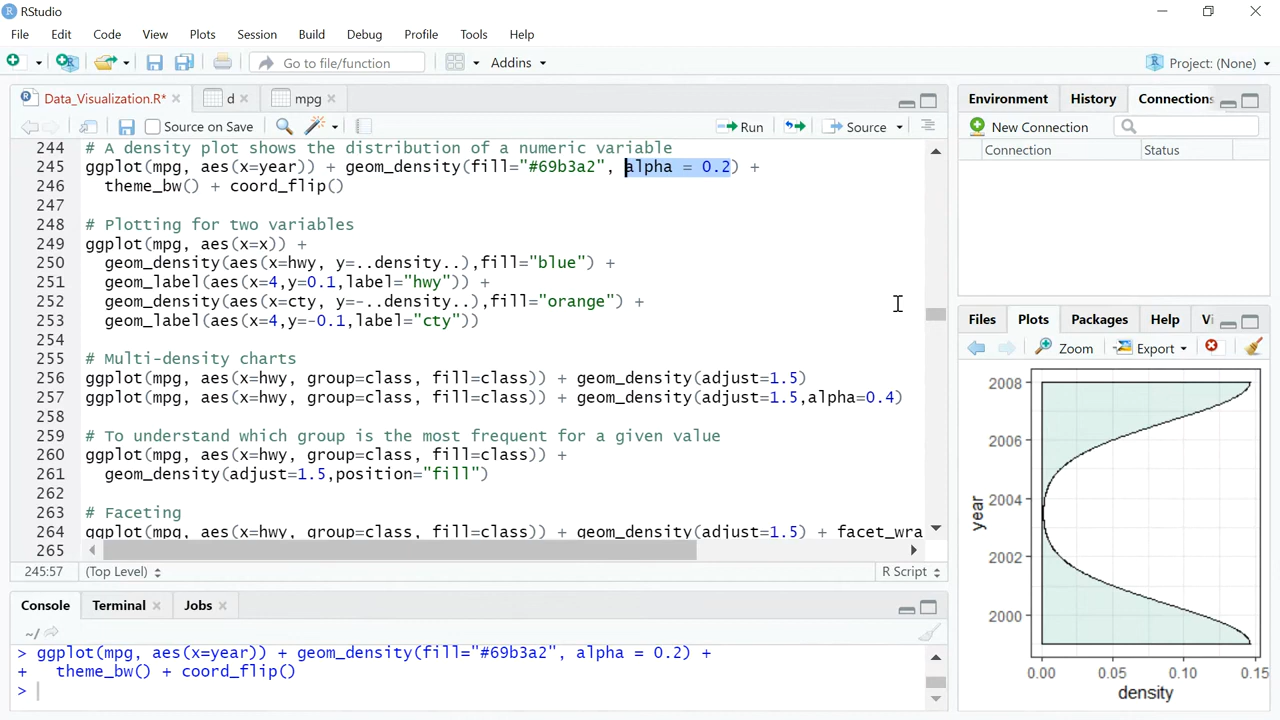 RStudio
File Edit Code View Plots Session Build Debug Profile Tools Help
Go to file/function Addins Project: (None)
Data_Visualization.R* d mpg
Source on Save Run Source
244 # A density plot shows the distribution of a numeric variable
245 ggplot(mpg, aes(x=year)) + geom_density(fill="#69b3a2", alpha = 0.2) +
246 theme_bw() + coord_flip()
247
248 # Plotting for two variables
249 ggplot(mpg, aes(x=x)) +
250 geom_density(aes(x=hwy, y=..density..),fill="blue") +
251 geom_label(aes(x=4,y=0.1,label="hwy")) +
252 geom_density(aes(x=cty, y=-..density..),fill="orange") +
253 geom_label(aes(x=4,y=-0.1,label="cty"))
254
255 # Multi-density charts
256 ggplot(mpg, aes(x=hwy, group=class, fill=class)) + geom_density(adjust=1.5)
257 ggplot(mpg, aes(x=hwy, group=class, fill=class)) + geom_density(adjust=1.5,alpha=0.4)
258
259 # To understand which group is the most frequent for a given value
260 ggplot(mpg, aes(x=hwy, group=class, fill=class)) +
261 geom_density(adjust=1.5,position="fill")
262
263 # Faceting
264 ggplot(mpg, aes(x=hwy, group=class, fill=class)) + geom_density(adjust=1.5) + facet_wra
265
245:57 (Top Level) R Script
Console Terminal Jobs
~/
> ggplot(mpg, aes(x=year)) + geom_density(fill="#69b3a2", alpha = 0.2) +
+ theme_bw() + coord_flip()
>
Environment History Connections
New Connection
Connection Status
Files Plots Packages Help Vi
Zoom Export
2008
2006
2004
2002
2000
year
0.00 0.05 0.10 0.15
density